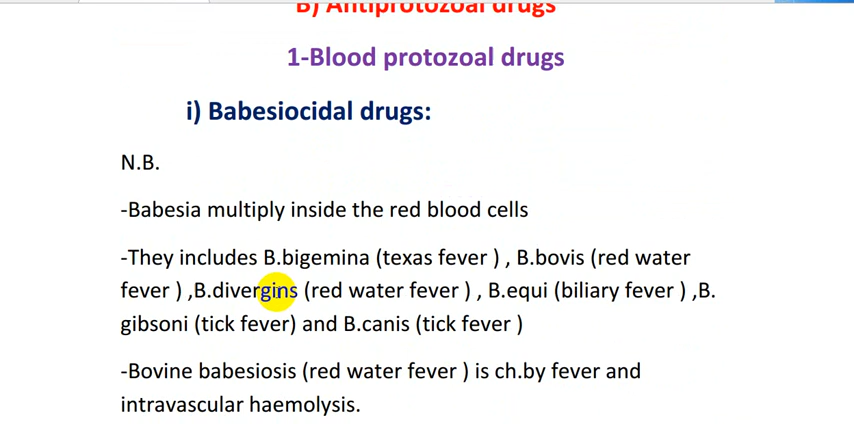 B) Antiprotozoal drugs
1-Blood protozoal drugs
i) Babesiocidal drugs:
N.B.
-Babesia multiply inside the red blood cells
-They includes B.bigemina (texas fever ) , B.bovis (red water
fever ) ,B.divergins (red water fever ) , B.equi (biliary fever ) ,B.
gibsoni (tick fever) and B.canis (tick fever )
-Bovine babesiosis (red water fever ) is ch.by fever and
intravascular haemolysis.